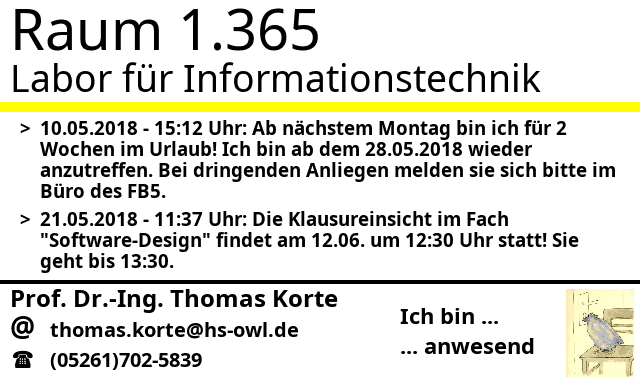 Raum 1.365
Labor für Informationstechnik
> 10.05.2018 - 15:12 Uhr: Ab nächstem Montag bin ich für 2
Wochen im Urlaub! Ich bin ab dem 28.05.2018 wieder
anzutreffen. Bei dringenden Anliegen melden sie sich bitte im
Büro des FB5.
> 21.05.2018 - 11:37 Uhr: Die Klausureinsicht im Fach
"Software-Design" findet am 12.06. um 12:30 Uhr statt! Sie
geht bis 13:30.
Prof. Dr.-Ing. Thomas Korte
@ thomas.korte@hs-owl.de
☎ (05261)702-5839
Ich bin ...
... anwesend